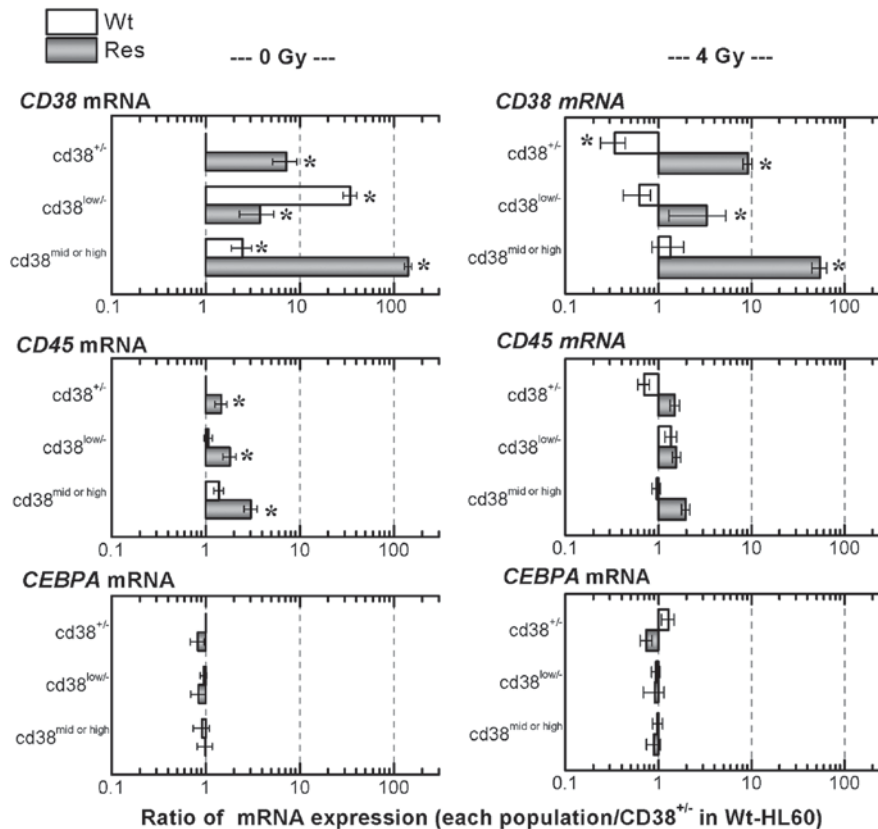 Wt
Res
--- 0 Gy ---
--- 4 Gy ---
CD38 mRNA
cd38+/-
*
cd38low/-
*
*
cd38mid or high
*
*
0.1 1 10 100
CD38 mRNA
*
cd38+/-
*
cd38low/-
*
cd38mid or high
*
0.1 1 10 100
CD45 mRNA
cd38+/-
*
cd38low/-
*
cd38mid or high
*
0.1 1 10 100
CD45 mRNA
cd38+/-
cd38low/-
cd38mid or high
0.1 1 10 100
CEBPA mRNA
cd38+/-
cd38low/-
cd38mid or high
0.1 1 10 100
CEBPA mRNA
cd38+/-
cd38low/-
cd38mid or high
0.1 1 10 100
Ratio of mRNA expression (each population/CD38+/- in Wt-HL60)